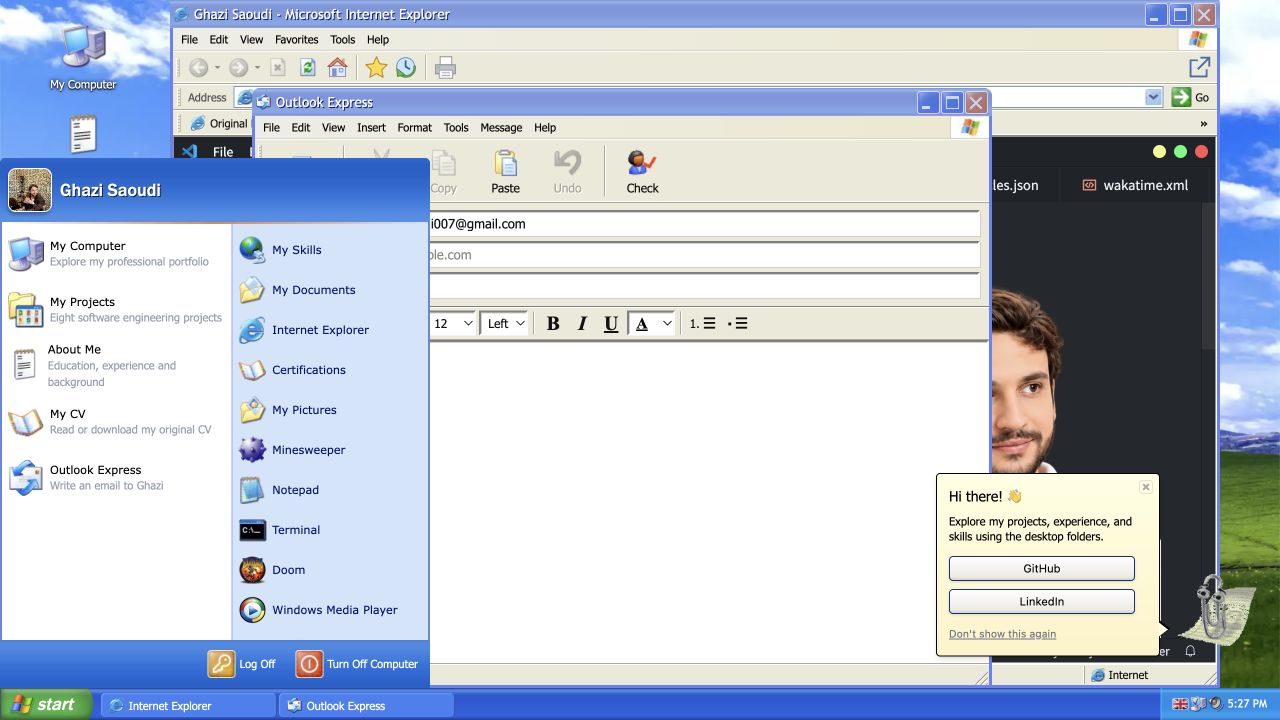 Ghazi Saoudi - Microsoft Internet Explorer
File Edit View Favorites Tools Help
My Computer
Address
Go
Outlook Express
Original
»
File Edit View Insert Format Tools Message Help
File
Copy
Paste
Undo
Check
les.json
wakatime.xml
Ghazi Saoudi
i007@gmail.com
ple.com
My Computer
Explore my professional portfolio
My Projects
Eight software engineering projects
About Me
Education, experience and
background
My CV
Read or download my original CV
Outlook Express
Write an email to Ghazi
My Skills
My Documents
Internet Explorer
Certifications
My Pictures
Minesweeper
Notepad
Terminal
Doom
Windows Media Player
12
Left
B I U A
1.
Hi there! 👋
Explore my projects, experience, and
skills using the desktop folders.
GitHub
LinkedIn
Don't show this again
Log Off
Turn Off Computer
Internet
start
Internet Explorer
Outlook Express
5:27 PM